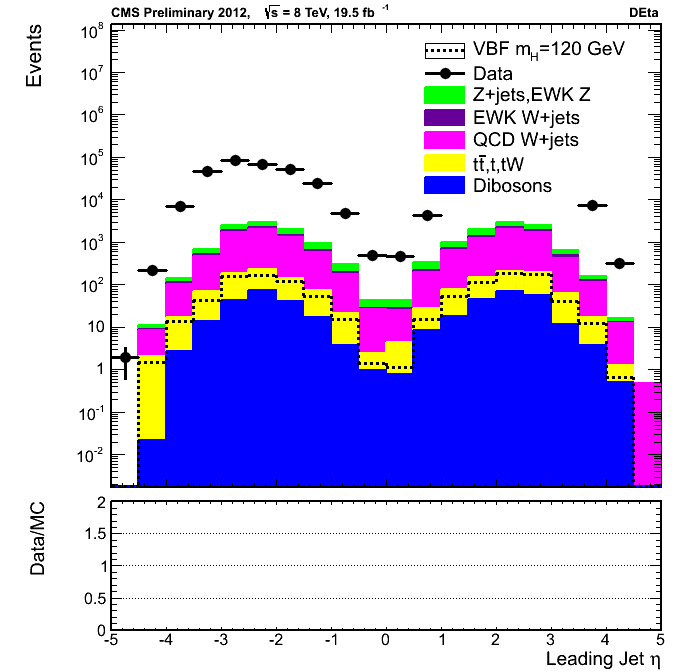 CMS Preliminary 2012, √s = 8 TeV, 19.5 fb⁻¹ DEta
Events
10⁸
10⁷
10⁶
10⁵
10⁴
10³
10²
10
1
10⁻¹
10⁻²
VBF m_H=120 GeV
Data
Z+jets,EWK Z
EWK W+jets
QCD W+jets
tt̄,t,tW
Dibosons
Data/MC
2
1.5
1
0.5
0
-5 -4 -3 -2 -1 0 1 2 3 4 5
Leading Jet η